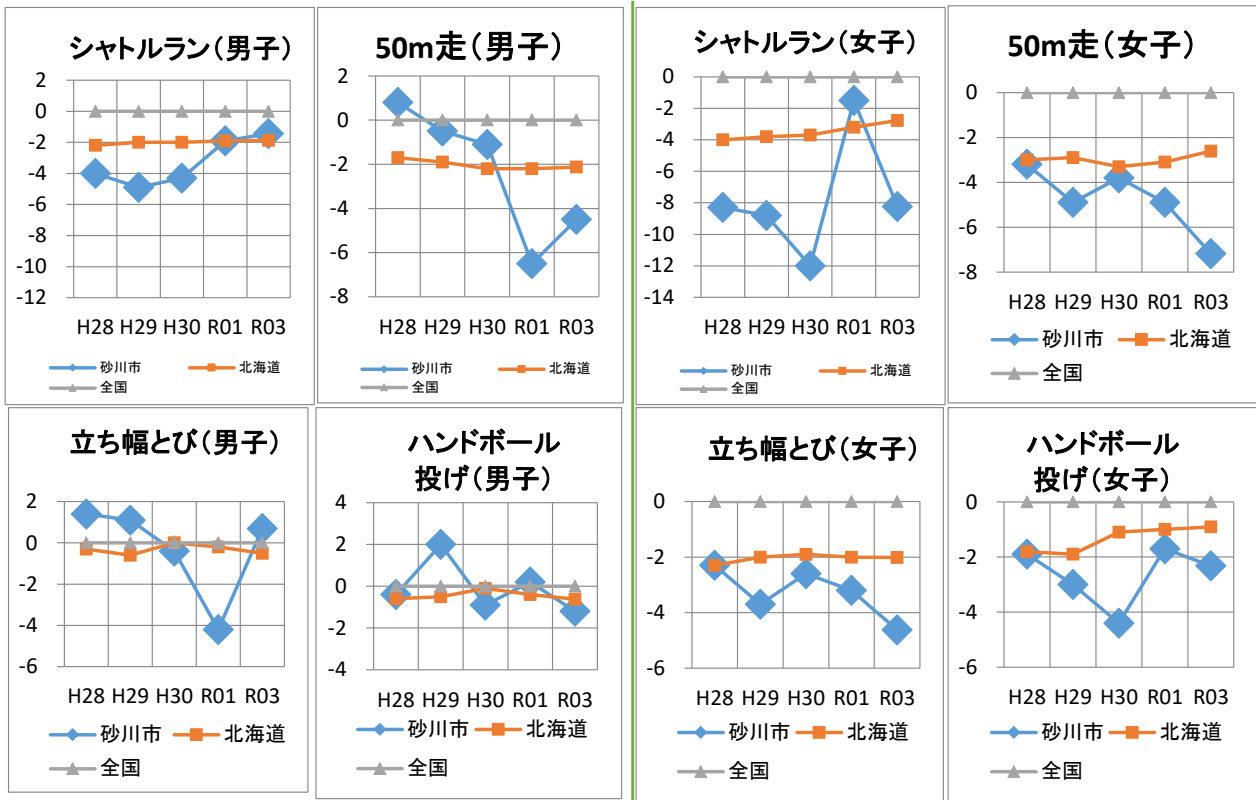 シャトルラン(男子)
2
0
-2
-4
-6
-8
-10
-12
H28 H29 H30 R01 R03
砂川市 北海道
全国
50m走(男子)
2
0
-2
-4
-6
-8
H28 H29 H30 R01 R03
砂川市 北海道
全国
シャトルラン(女子)
0
-2
-4
-6
-8
-10
-12
-14
H28 H29 H30 R01 R03
砂川市 北海道
全国
50m走(女子)
0
-2
-4
-6
-8
H28 H29 H30 R01 R03
砂川市 北海道
全国
立ち幅とび(男子)
2
0
-2
-4
-6
H28 H29 H30 R01 R03
砂川市 北海道
全国
ハンドボール
投げ(男子)
4
2
0
-2
-4
H28 H29 H30 R01 R03
砂川市 北海道
全国
立ち幅とび(女子)
0
-2
-4
-6
H28 H29 H30 R01 R03
砂川市 北海道
全国
ハンドボール
投げ(女子)
0
-2
-4
-6
H28 H29 H30 R01 R03
砂川市 北海道
全国